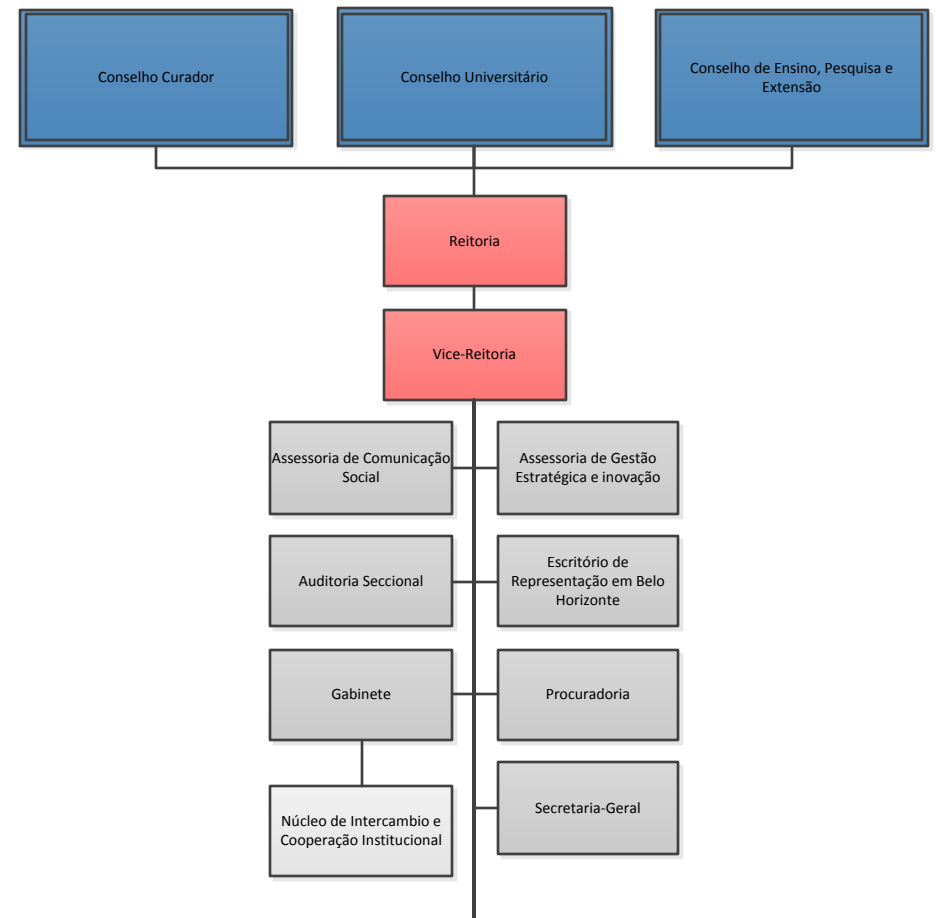 Conselho Curador
Conselho Universitário
Conselho de Ensino, Pesquisa e
Extensão
Reitoria
Vice-Reitoria
Assessoria de Comunicação
Social
Assessoria de Gestão
Estratégica e inovação
Auditoria Seccional
Escritório de
Representação em Belo
Horizonte
Gabinete
Procuradoria
Núcleo de Intercambio e
Cooperação Institucional
Secretaria-Geral